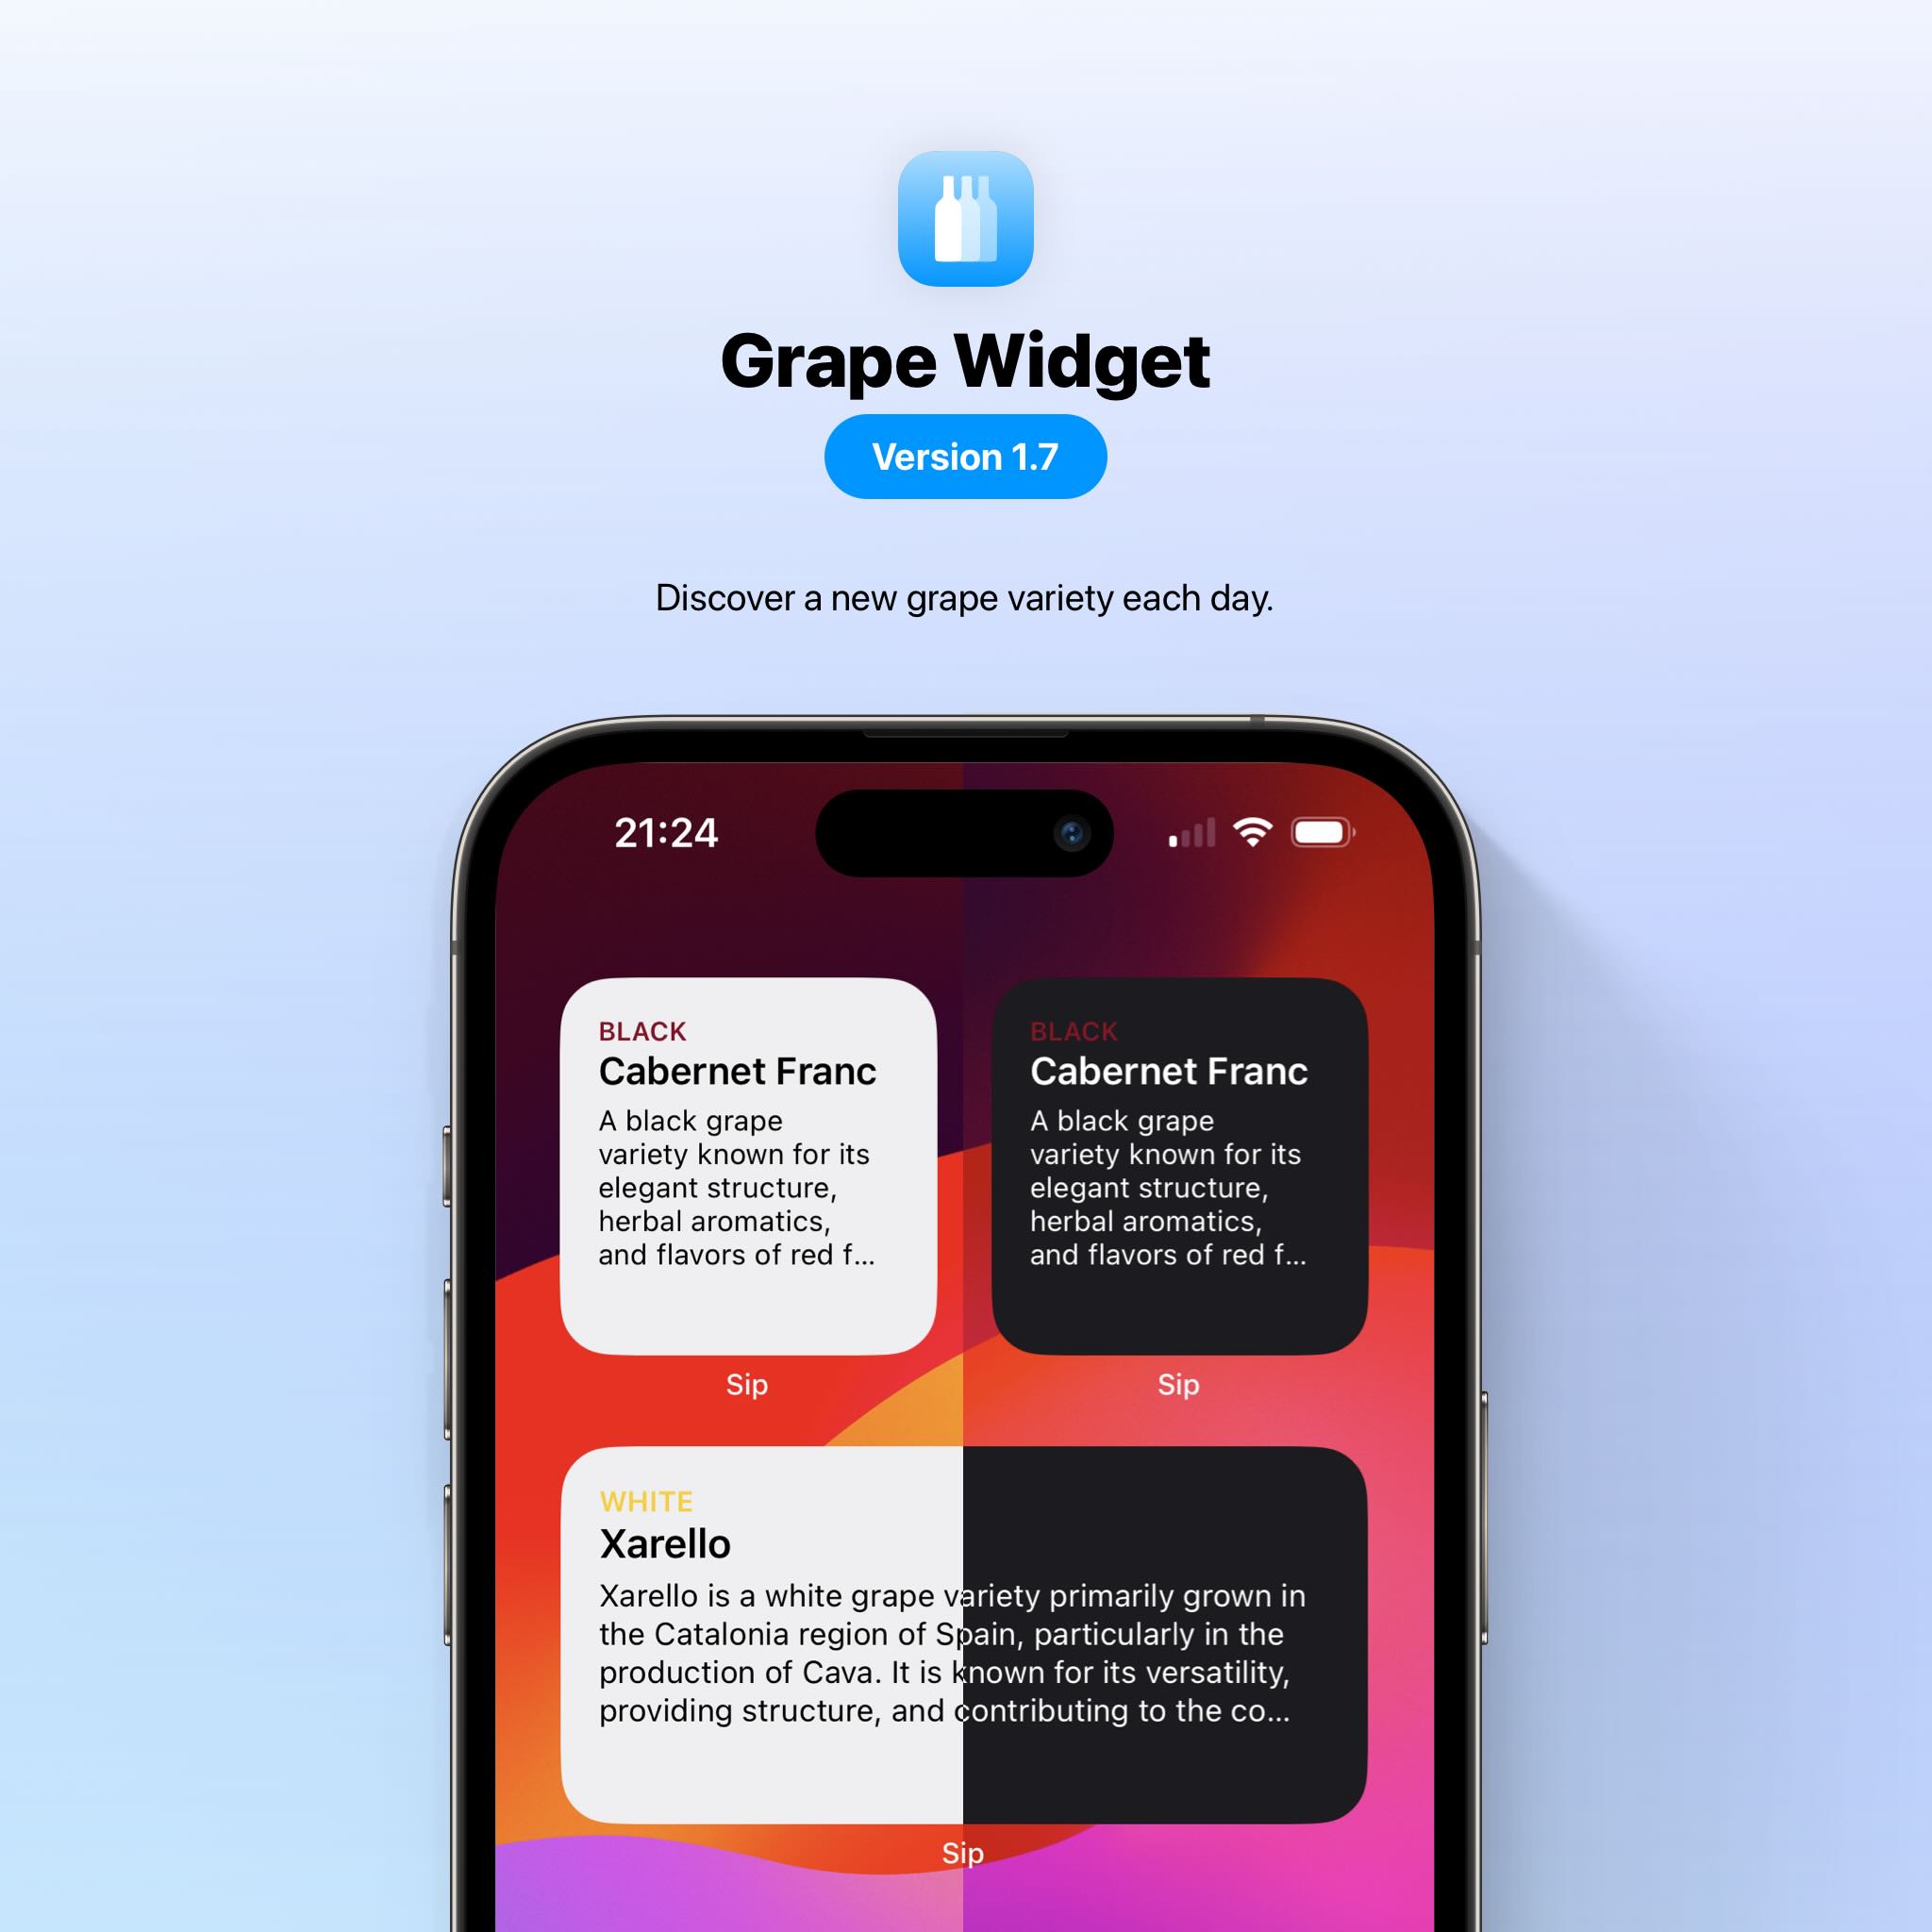 Grape Widget
Version 1.7
Discover a new grape variety each day.
21:24
BLACK
Cabernet Franc
A black grape
variety known for its
elegant structure,
herbal aromatics,
and flavors of red f...
Sip
BLACK
Cabernet Franc
A black grape
variety known for its
elegant structure,
herbal aromatics,
and flavors of red f...
Sip
WHITE
Xarello
Xarello is a white grape variety primarily grown in
the Catalonia region of Spain, particularly in the
production of Cava. It is known for its versatility,
providing structure, and contributing to the co...
Sip